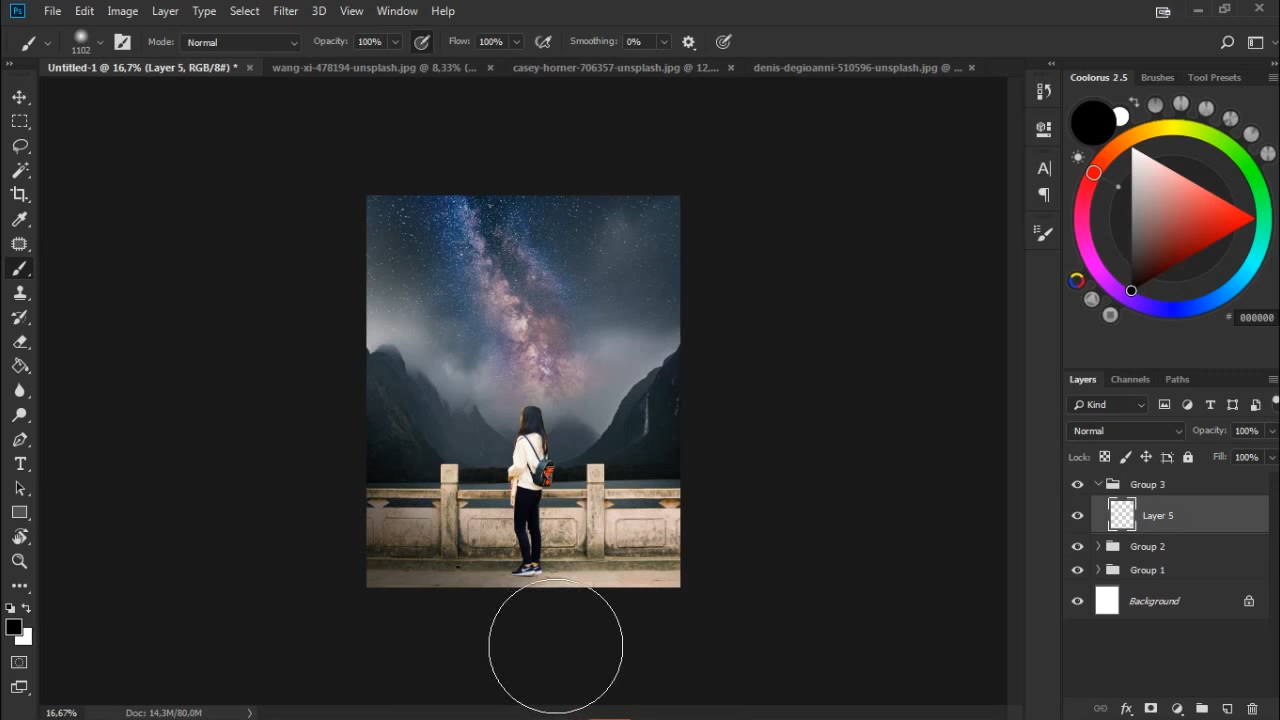 Ps File Edit Image Layer Type Select Filter 3D View Window Help
1102 Mode: Normal Opacity: 100% Flow: 100% Smoothing: 0%
Untitled-1 @ 16,7% (Layer 5, RGB/8#) * wang-xi-478194-unsplash.jpg @ 8,33% (... casey-horner-706357-unsplash.jpg @ 12,... denis-degioanni-510596-unsplash.jpg @ ...
Coolorus 2.5 Brushes Tool Presets
# 000000
Layers Channels Paths
Kind
Normal Opacity: 100%
Lock: Fill: 100%
Group 3
Layer 5
Group 2
Group 1
Background
16,67% Doc: 14,3M/80,0M